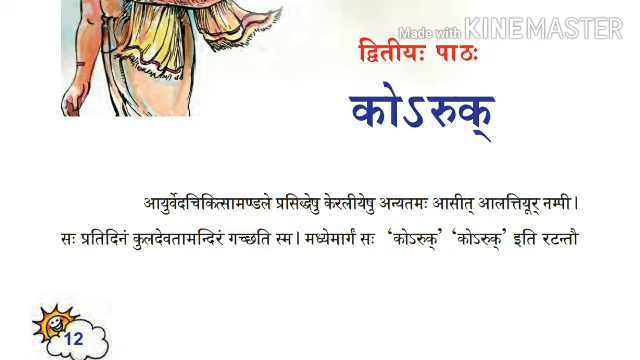 Made with KINEMASTER
द्वितीयः पाठः
कोऽरुक्
आयुर्वेदचिकित्सामण्डले प्रसिद्धेषु केरलीयेषु अन्यतमः आसीत् आलत्तियूर् नम्पी।
सः प्रतिदिनं कुलदेवतामन्दिरं गच्छति स्म। मध्येमार्गं सः ‘कोऽरुक्’ ‘कोऽरुक्’ इति रटन्तौ
12